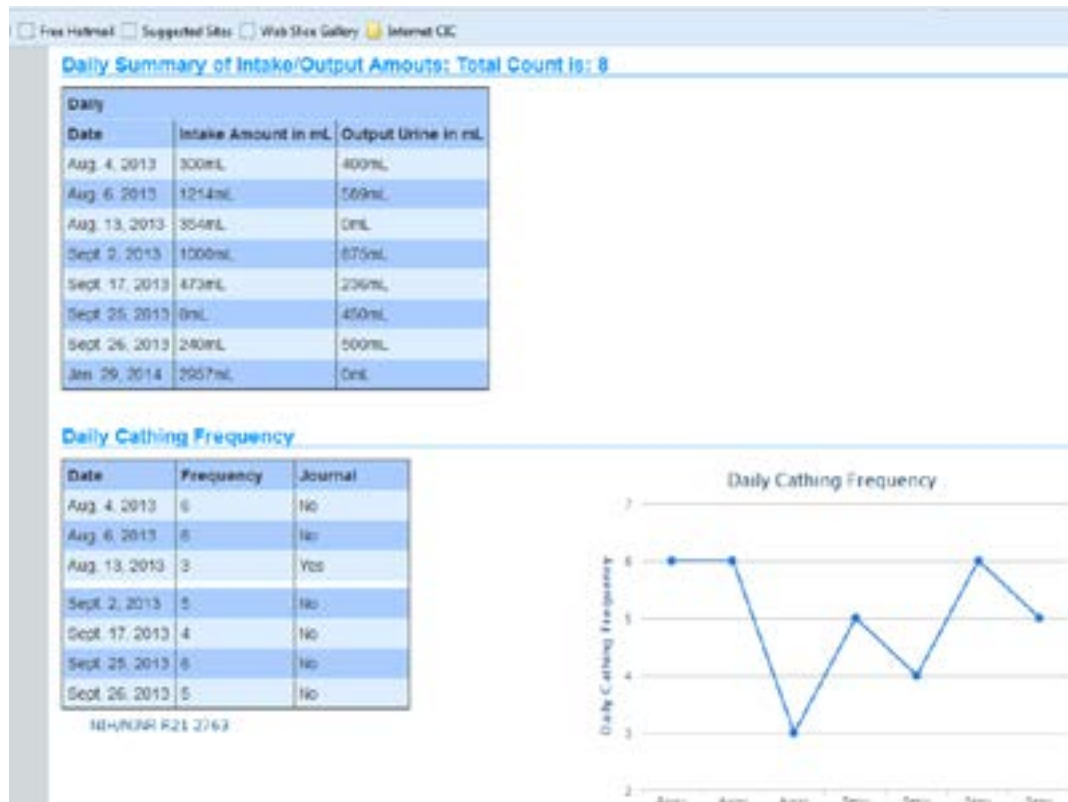 Free Hotmail Suggested Sites Web Slice Gallery Internet CIC
Daily Summary of Intake/Output Amouts: Total Count is: 8
Daily
Date Intake Amount in mL Output Urine in mL
Aug. 4, 2013 300mL 400mL
Aug. 6, 2013 1214mL
Aug. 13, 2013 354mL 0mL
Sept. 2, 2013 675mL
Sept. 17, 2013 473mL 236mL
Sept. 25, 2013 0mL 450mL
Sept. 26, 2013 240mL 500mL
Jan. 29, 2014 2957mL 0mL
Daily Cathing Frequency
Date Frequency Journal
Aug. 4, 2013 6 No
Aug. 6, 2013 6 No
Aug. 13, 2013 3 Yes
Sept. 2, 2013 5 No
Sept. 17, 2013 4 No
Sept. 25, 2013 6 No
Sept. 26, 2013 5 No
NIH/NINR R21 2763
Daily Cathing Frequency
Daily Cathing Frequency
7
6
5
4
3
2